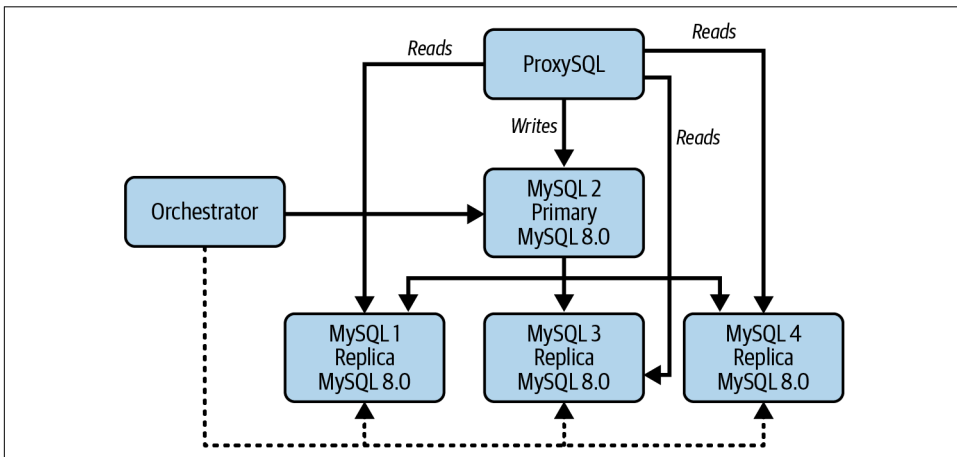 Reads
ProxySQL
Reads
Writes
Reads
Orchestrator
MySQL 2
Primary
MySQL 8.0
MySQL 1
Replica
MySQL 8.0
MySQL 3
Replica
MySQL 8.0
MySQL 4
Replica
MySQL 8.0